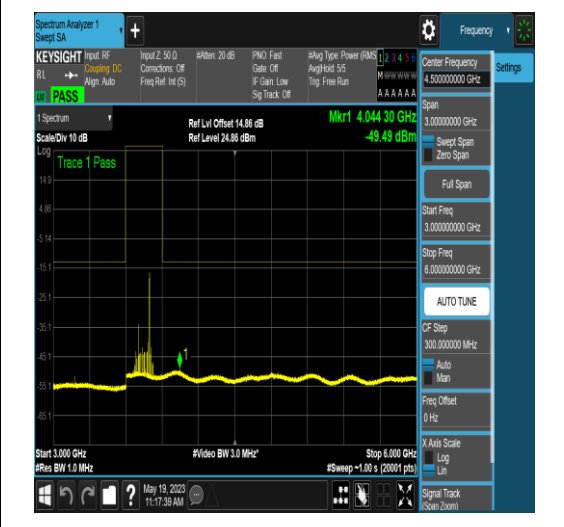 Spectrum Analyzer 1
Swept SA
Frequency
KEYSIGHT
RL
PASS
Input: RF
Coupling: DC
Align: Auto
Input Z: 50 Ω
Corrections: Off
Freq Ref: Int (S)
#Atten: 20 dB
PNO: Fast
Gate: Off
IF Gain: Low
Sig Track: Off
#Avg Type: Power (RMS
Avg|Hold: 5/5
Trig: Free Run
1 2 3 4 5 6
M W W W W W
A A A A A A
Center Frequency
4.500000000 GHz
Settings
Span
3.00000000 GHz
Swept Span
Zero Span
Full Span
Start Freq
3.000000000 GHz
Stop Freq
6.000000000 GHz
AUTO TUNE
CF Step
300.000000 MHz
Auto
Man
Freq Offset
0 Hz
X Axis Scale
Log
Lin
Signal Track
(Span Zoom)
1 Spectrum
Scale/Div 10 dB
Ref Lvl Offset 14.86 dB
Ref Level 24.86 dBm
Mkr1 4.044 30 GHz
-49.49 dBm
Log
Trace 1 Pass
14.9
4.86
-5.14
-15.1
-25.1
-35.1
-45.1
-55.1
-65.1
1
Start 3.000 GHz
#Res BW 1.0 MHz
#Video BW 3.0 MHz*
Stop 6.000 GHz
#Sweep ~1.00 s (20001 pts)
?
May 19, 2023
11:17:39 AM